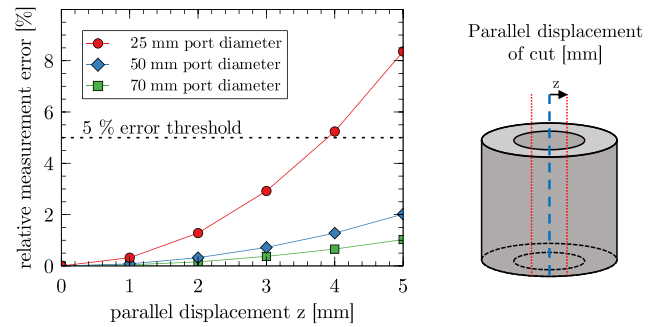 relative measurement error [%]
8
6
4
2
0
25 mm port diameter
50 mm port diameter
70 mm port diameter
5 % error threshold
0 1 2 3 4 5
parallel displacement z [mm]
Parallel displacement
of cut [mm]
z